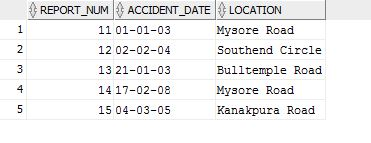 REPORT_NUM ACCIDENT_DATE LOCATION
1 11 01-01-03 Mysore Road
2 12 02-02-04 Southend Circle
3 13 21-01-03 Bulltemple Road
4 14 17-02-08 Mysore Road
5 15 04-03-05 Kanakpura Road